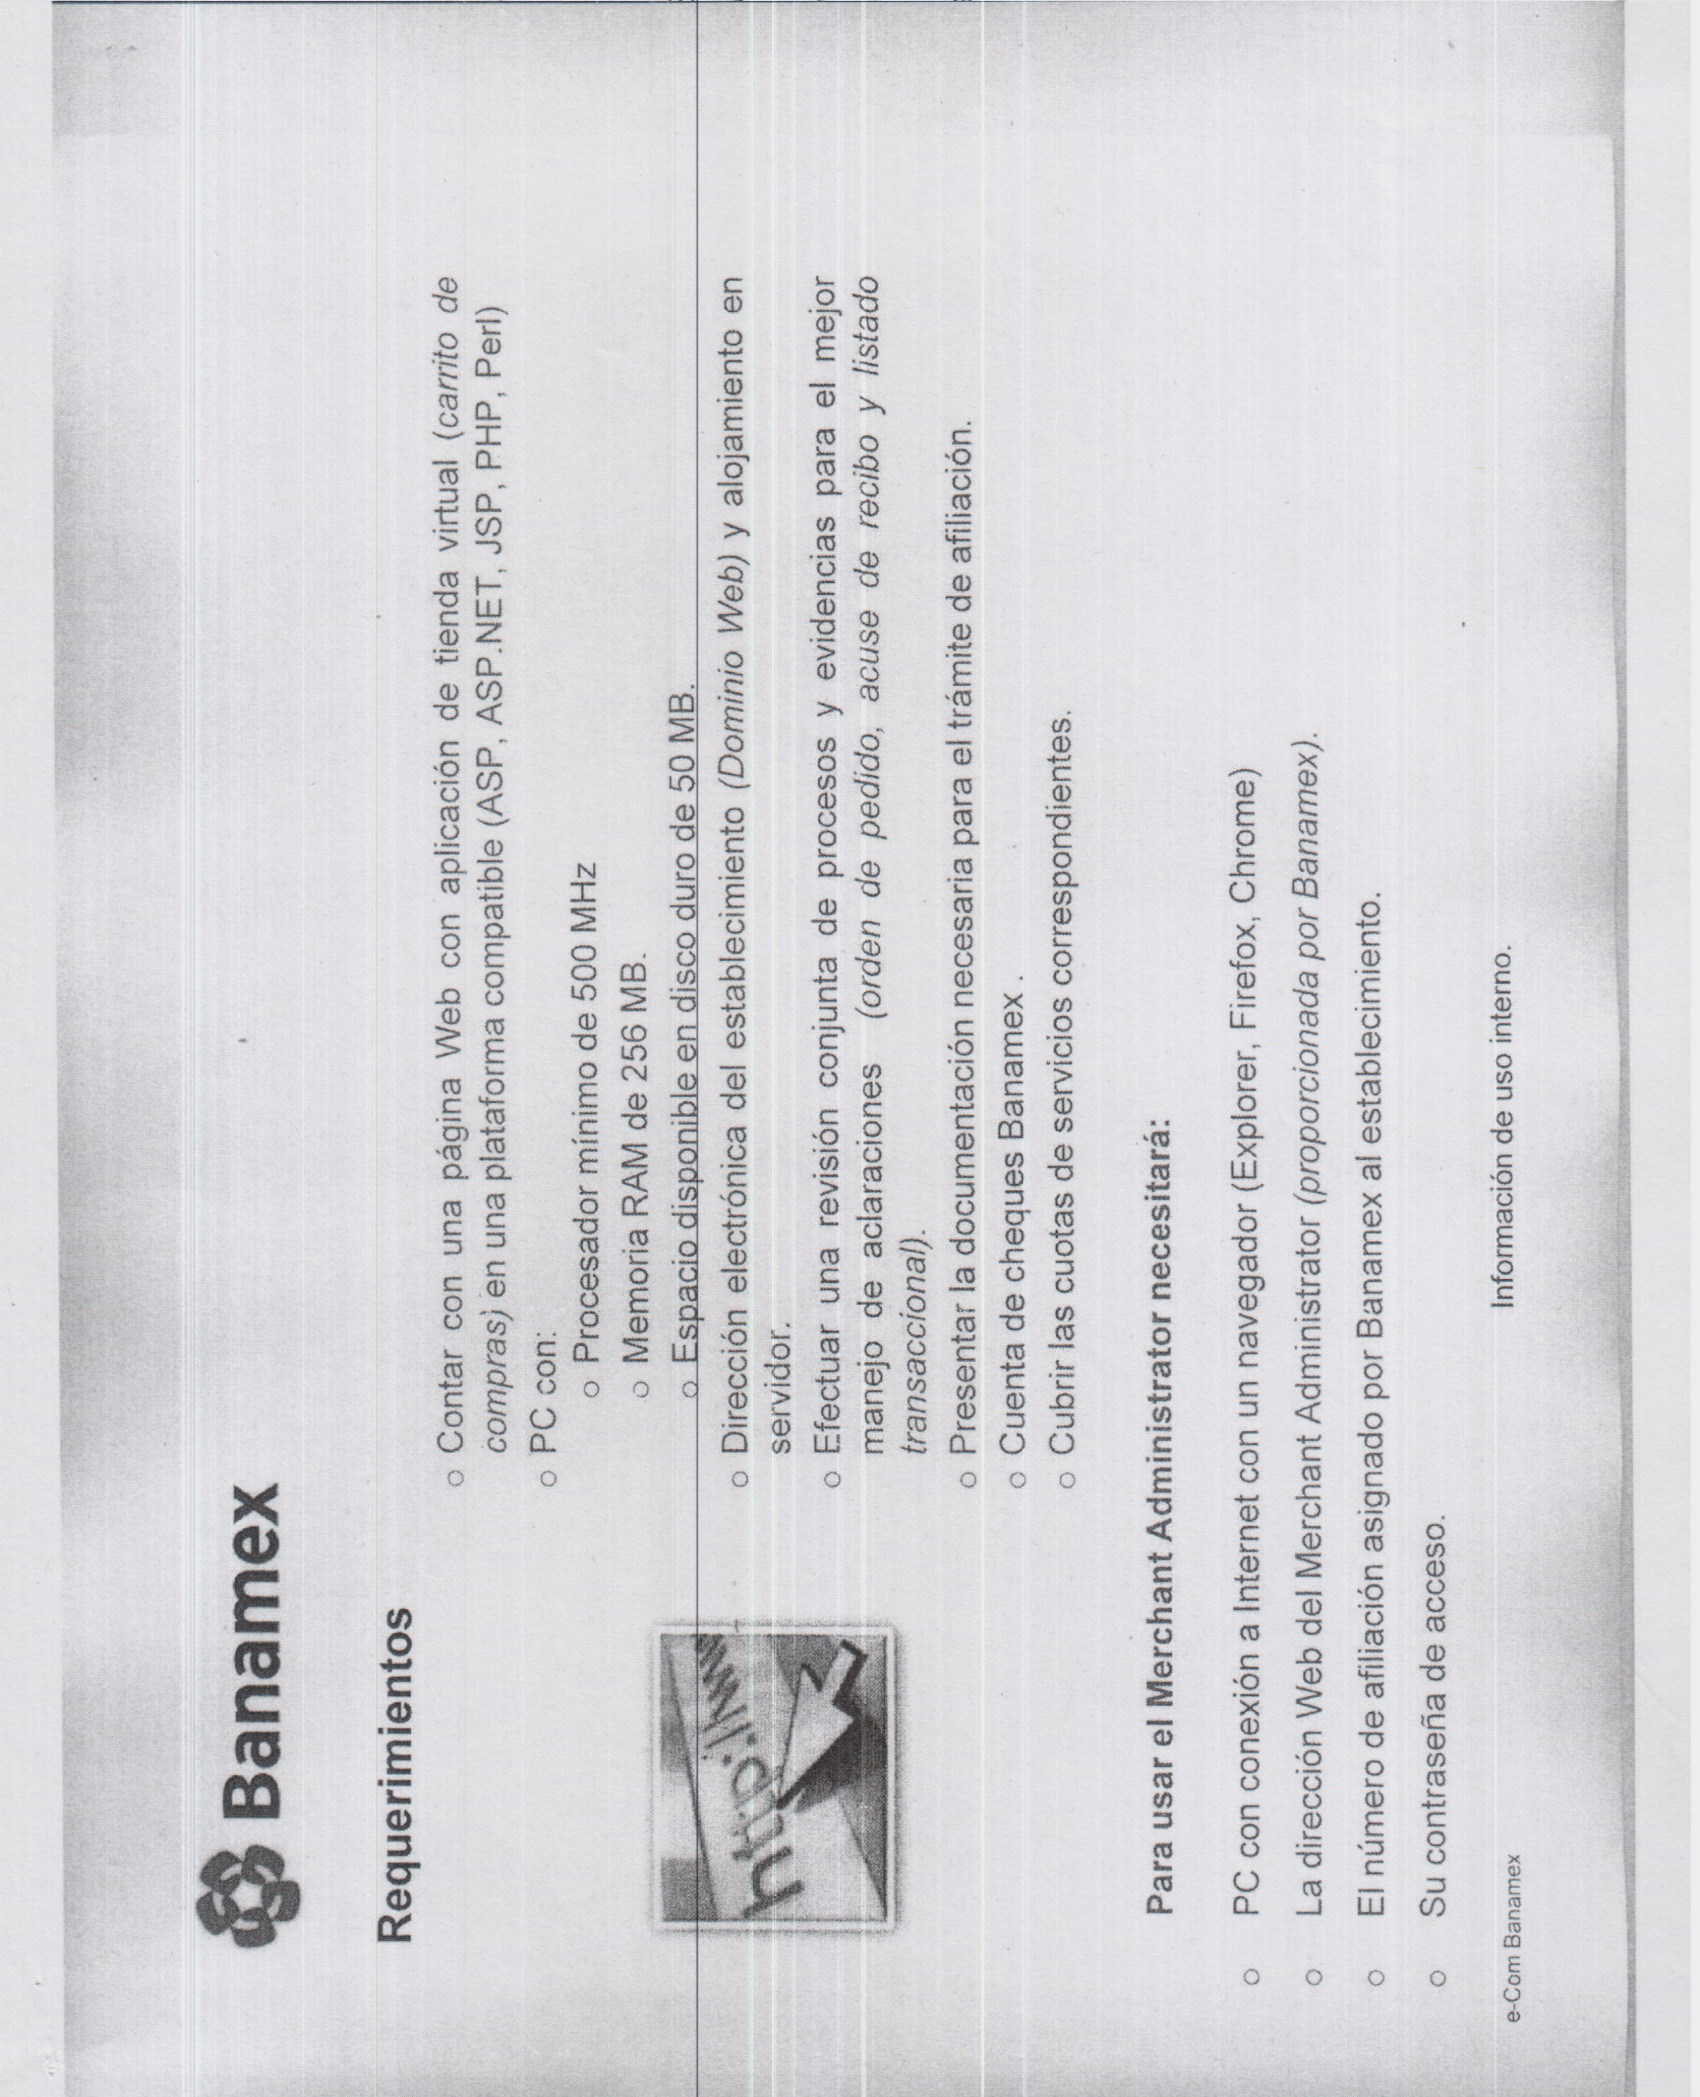 Banamex
Requerimientos
○ Contar con una página Web con aplicación de tienda virtual (carrito de
compras) en una plataforma compatible (ASP, ASP.NET, JSP, PHP, Perl)
○ PC con:
○ Procesador mínimo de 500 MHz
○ Memoria RAM de 256 MB.
○ Espacio disponible en disco duro de 50 MB.
○ Dirección electrónica del establecimiento (Dominio Web) y alojamiento en
servidor.
○ Efectuar una revisión conjunta de procesos y evidencias para el mejor
manejo de aclaraciones (orden de pedido, acuse de recibo y listado
transaccional).
○ Presentar la documentación necesaria para el trámite de afiliación.
○ Cuenta de cheques Banamex .
○ Cubrir las cuotas de servicios correspondientes.
http://www
Para usar el Merchant Administrator necesitará:
○ PC con conexión a Internet con un navegador (Explorer, Firefox, Chrome)
○ La dirección Web del Merchant Administrator (proporcionada por Banamex).
○ El número de afiliación asignado por Banamex al establecimiento.
○ Su contraseña de acceso.
e-Com Banamex
Información de uso interno.